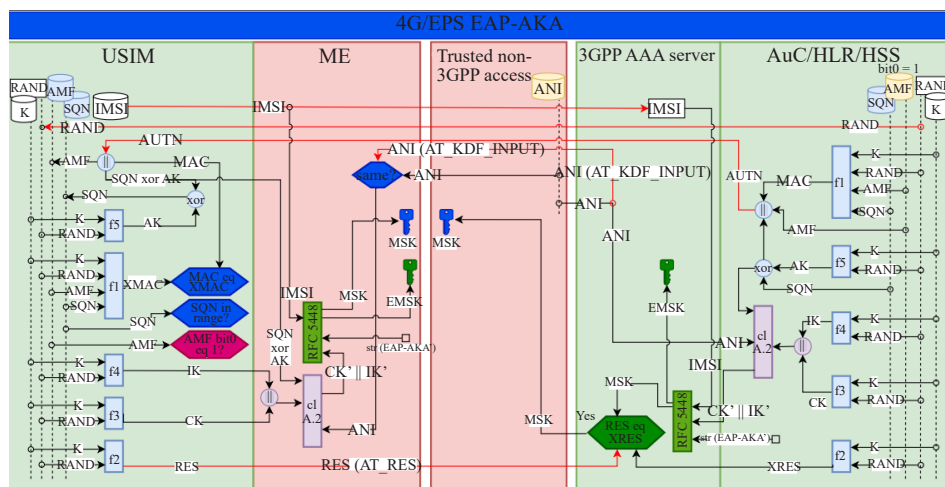 4G/EPS EAP-AKA
USIM
ME
Trusted non-
3GPP access
3GPP AAA server
AuC/HLR/HSS
bit0 = 1
RAND
K
AMF
SQN
IMSI
IMSI
ANI
IMSI
SQN
AMF
RAND
K
RAND
RAND
AUTN
ANI (AT_KDF_INPUT)
AMF
||
MAC
SQN xor AK
same?
ANI
ANI (AT_KDF_INPUT)
AUTN
MAC
f1
K
RAND
AMF
SQN
xor
ANI
||
AMF
K
RAND
f5
AK
MSK
MSK
ANI
K
RAND
f1
AMF
SQN
XMAC
MAC eq
XMAC
EMSK
EMSK
xor
AK
f5
K
RAND
SQN
IMSI
MSK
SQN
SQN in
range?
RFC 5448
SQN
xor
AK
str (EAP-AKA')
AMF
AMF bit0
eq 1?
ANI
cl
A.2
||
IK
f4
K
RAND
IMSI
K
RAND
f4
IK
CK' || IK'
||
cl
A.2
MSK
CK
f3
K
RAND
K
RAND
f3
CK
ANI
MSK
Yes
RES eq
XRES
RFC 5448
CK' || IK'
str (EAP-AKA')
K
RAND
f2
RES
RES (AT_RES)
XRES
f2
K
RAND